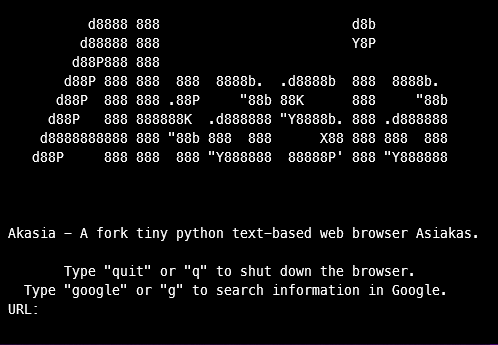 d8888 888                        d8b
      d88888 888                        Y8P
     d88P888 888
    d88P 888 888  888  8888b.  .d8888b  888  8888b.
   d88P  888 888 .88P     "88b 88K      888     "88b
  d88P   888 888888K  .d888888 "Y8888b. 888 .d888888
 d8888888888 888 "88b 888  888      X88 888 888  888
d88P     888 888  888 "Y888888  88888P' 888 "Y888888
Akasia - A fork tiny python text-based web browser Asiakas.
Type "quit" or "q" to shut down the browser.
Type "google" or "g" to search information in Google.
URL: